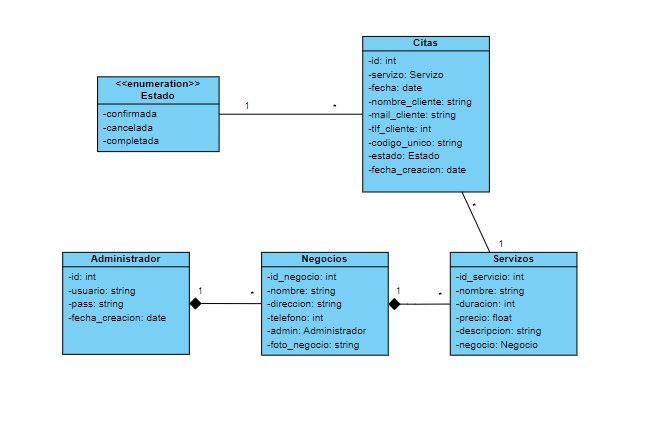 Citas
-id: int
-servizo: Servizo
-fecha: date
-nombre_cliente: string
-mail_cliente: string
-tlf_cliente: int
-codigo_unico: string
-estado: Estado
-fecha_creacion: date
<<enumeration>>
Estado
-confirmada
-cancelada
-completada
1
*
*
1
Administrador
-id: int
-usuario: string
-pass: string
-fecha_creacion: date
1
*
Negocios
-id_negocio: int
-nombre: string
-direccion: string
-telefono: int
-admin: Administrador
-foto_negocio: string
1
*
Servizos
-id_servicio: int
-nombre: string
-duracion: int
-precio: float
-descripcion: string
-negocio: Negocio